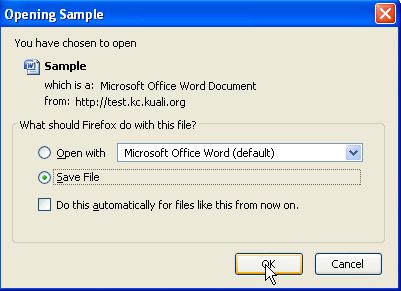 Opening Sample
You have chosen to open
Sample
which is a: Microsoft Office Word Document
from: http://test.kc.kuali.org
What should Firefox do with this file?
Open with Microsoft Office Word (default)
Save File
Do this automatically for files like this from now on.
OK Cancel